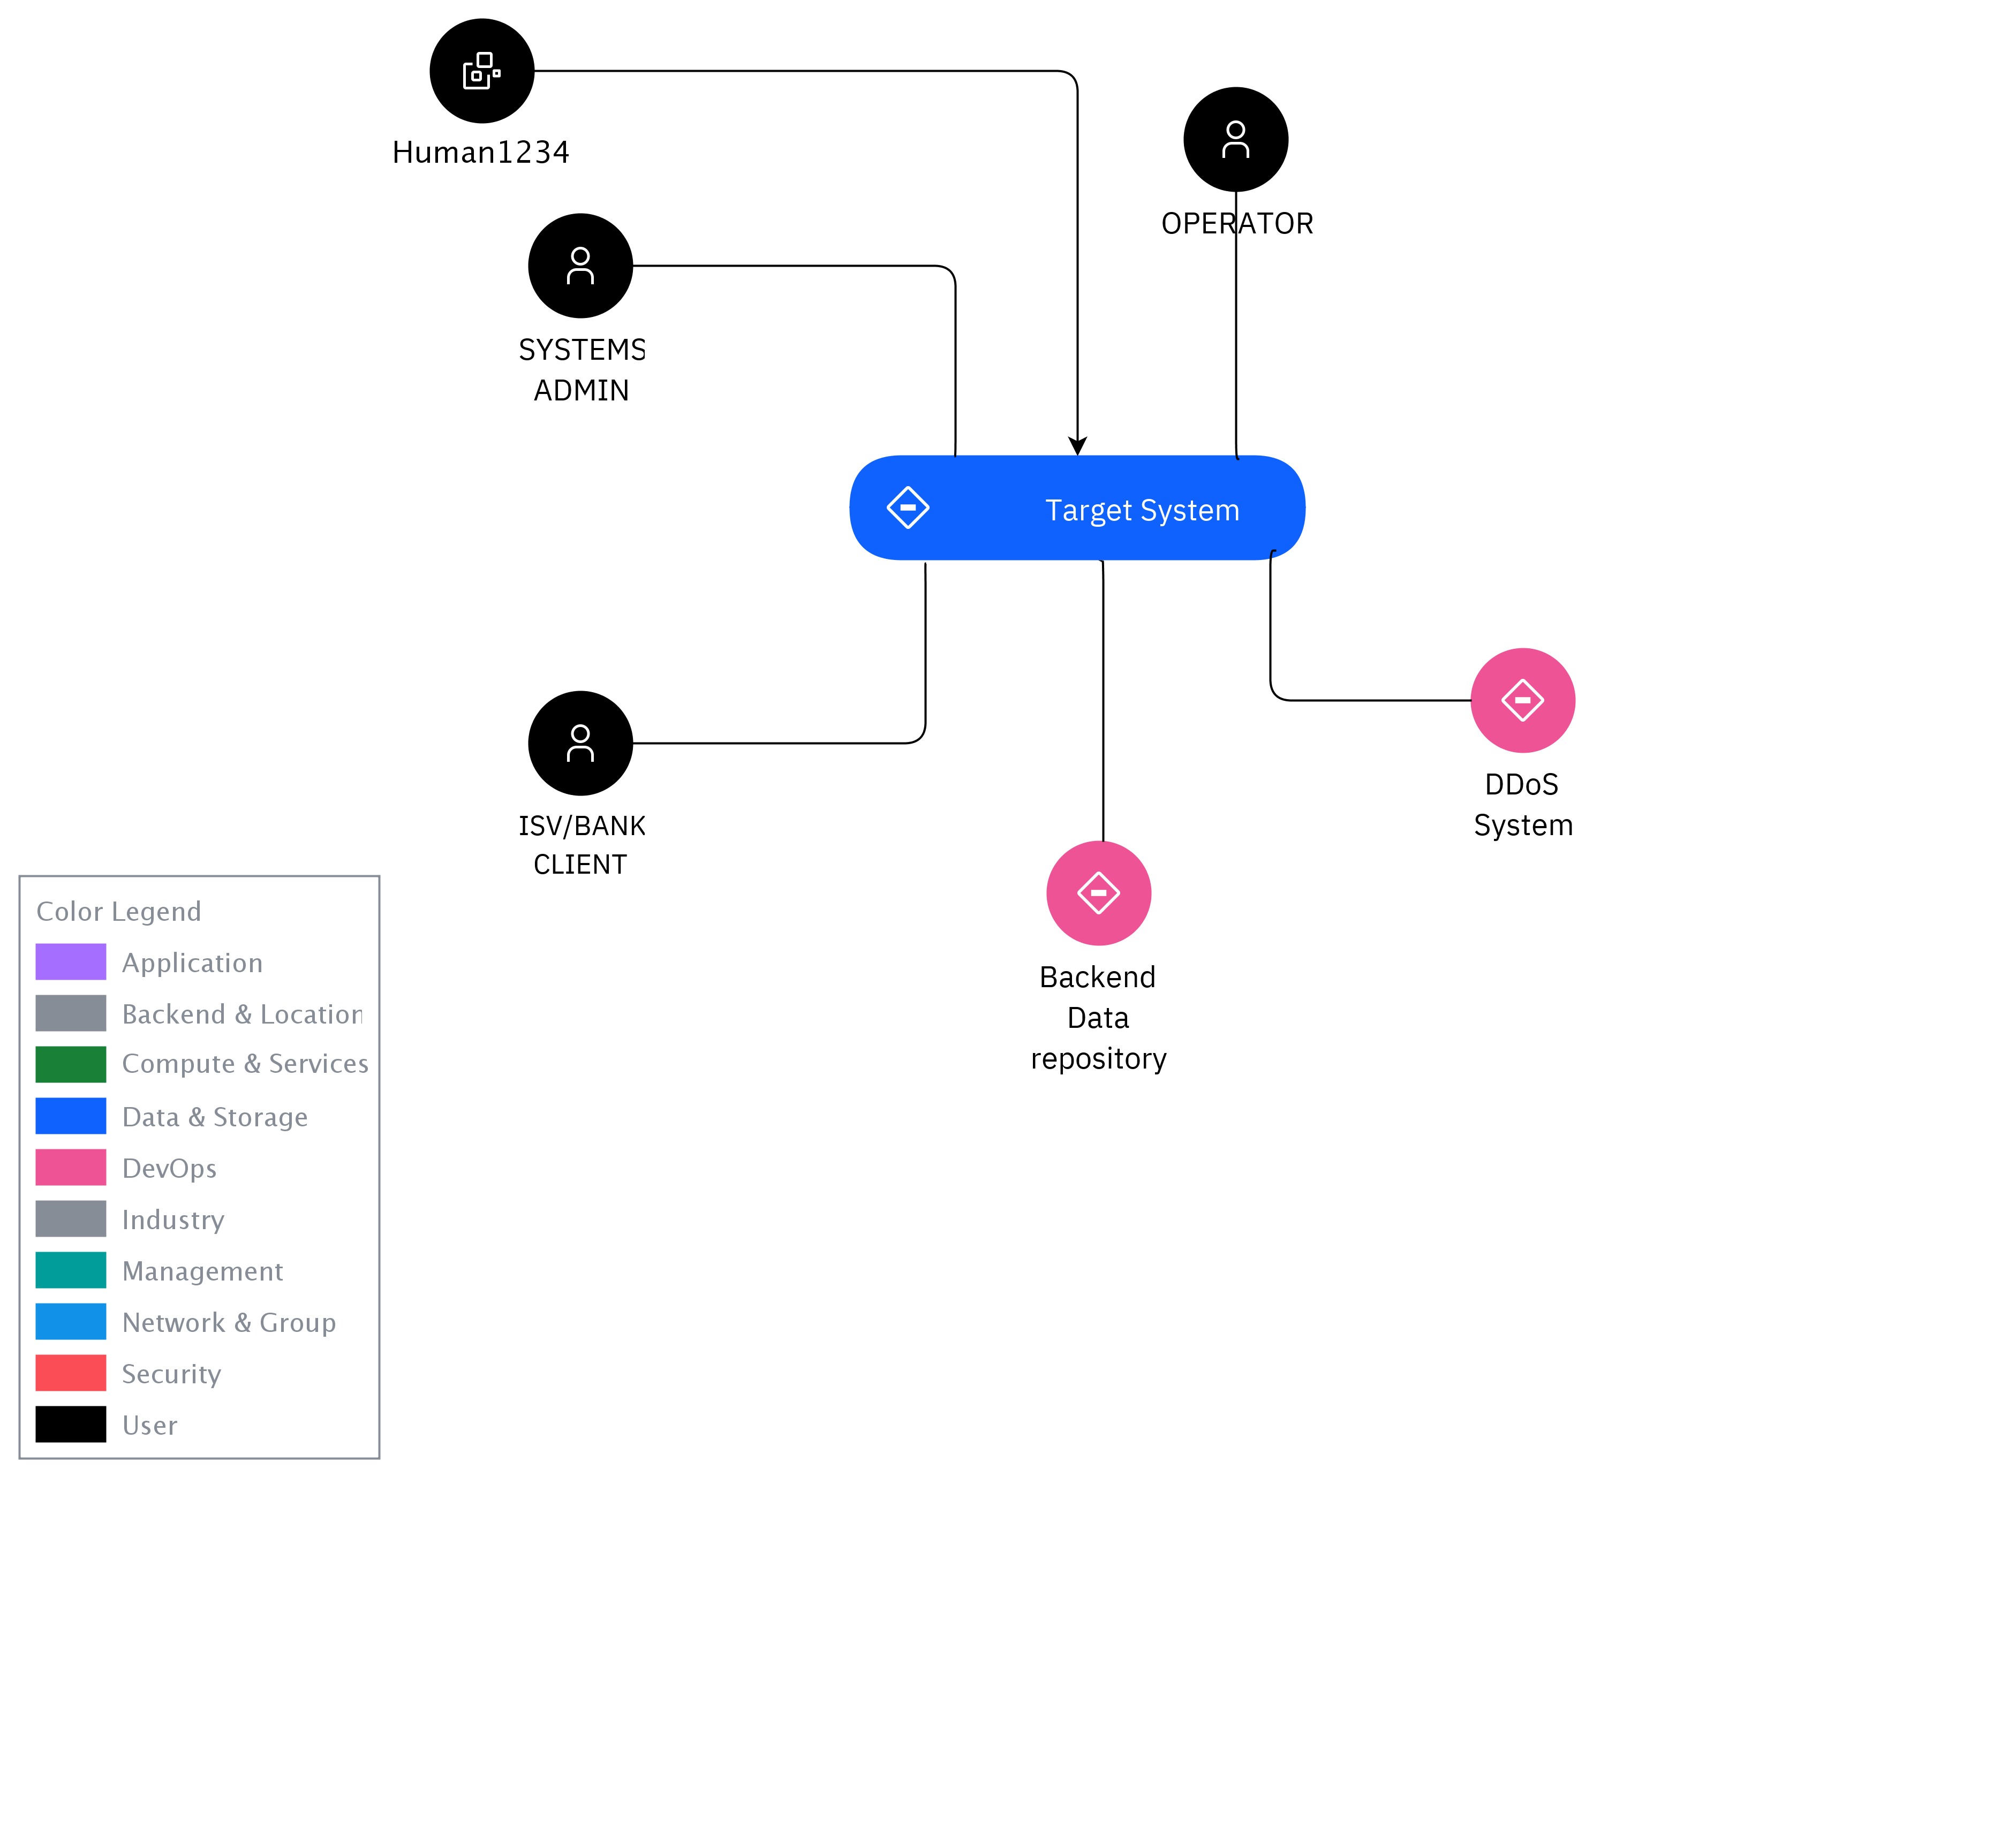 Human1234
OPERATOR
SYSTEMS
ADMIN
Target System
DDoS
System
ISV/BANK
CLIENT
Backend
Data
repository
Color Legend
Application
Backend & Location
Compute & Services
Data & Storage
DevOps
Industry
Management
Network & Group
Security
User